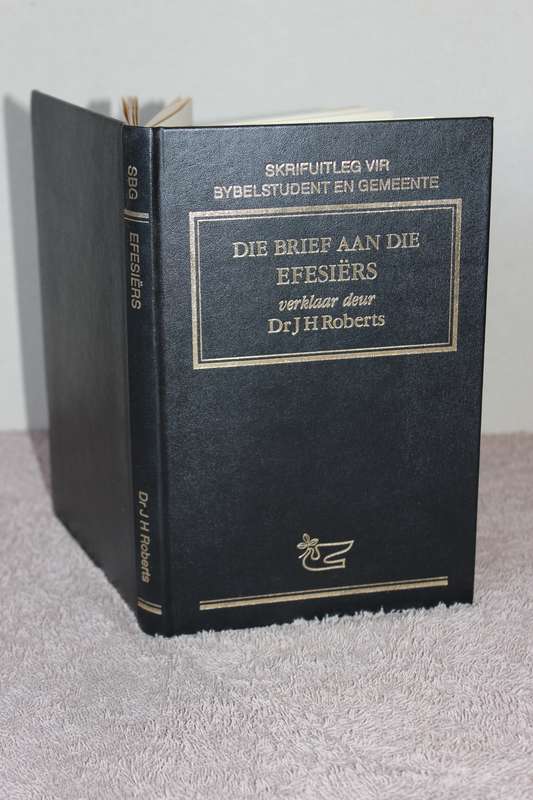 SBG
EFESIËRS
Dr J H Roberts
SKRIFUITLEG VIR
BYBELSTUDENT EN GEMEENTE
DIE BRIEF AAN DIE
EFESIËRS
verklaar deur
Dr J H Roberts